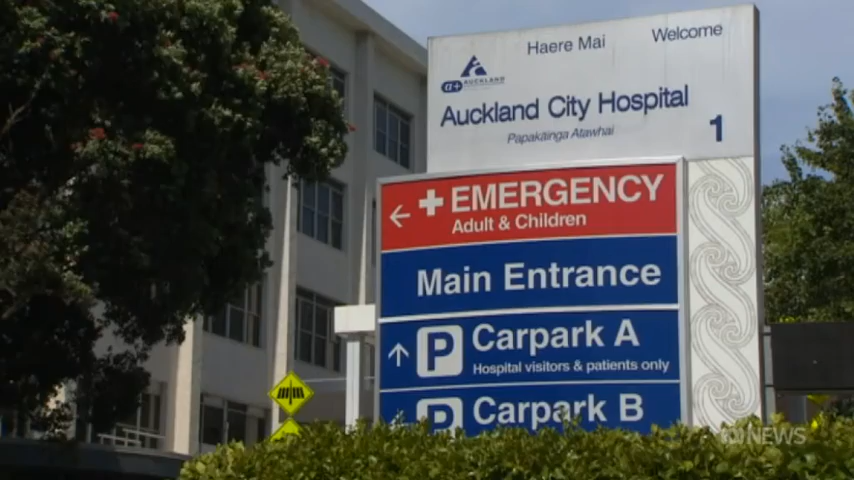 Haere Mai
Welcome
a+ AUCKLAND
Auckland City Hospital
Papakāinga Atawhai
1
EMERGENCY
Adult & Children
Main Entrance
P Carpark A
Hospital visitors & patients only
P Carpark B
NEWS